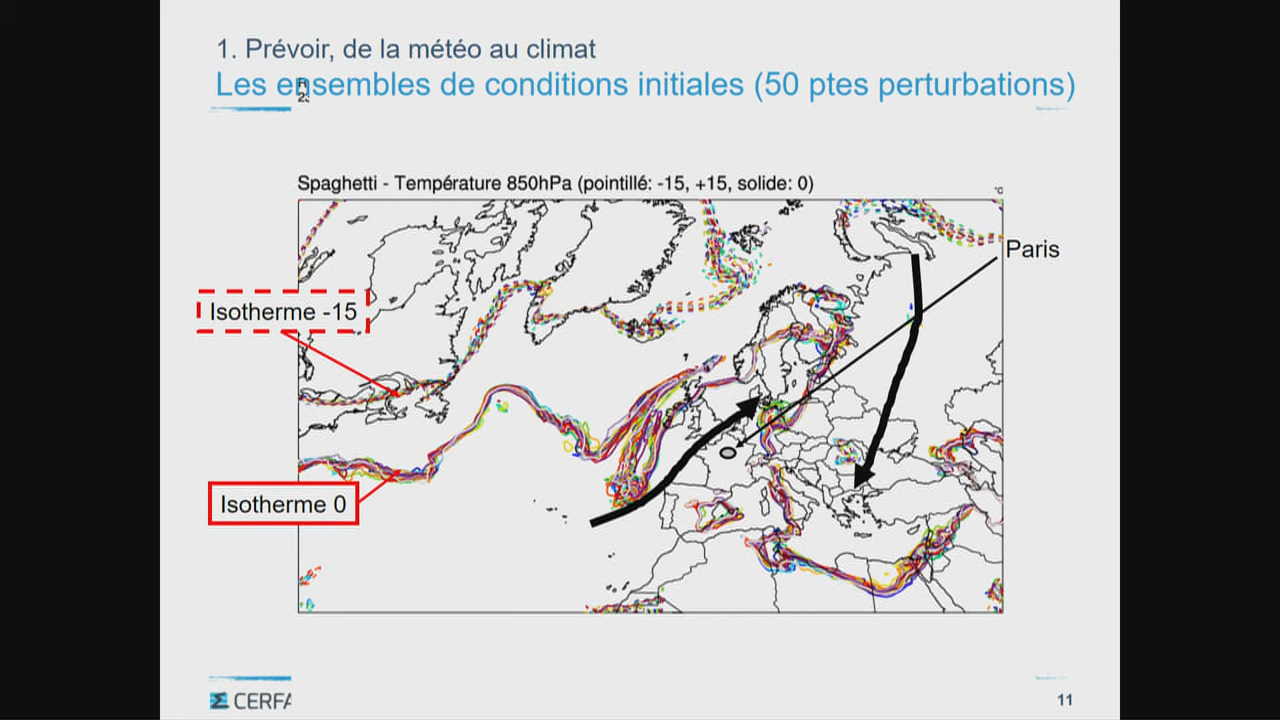 1. Prévoir, de la météo au climat
Les ensembles de conditions initiales (50 ptes perturbations)
Spaghetti - Température 850hPa (pointillé: -15, +15, solide: 0)
Paris
Isotherme -15
Isotherme 0
CERFA
11